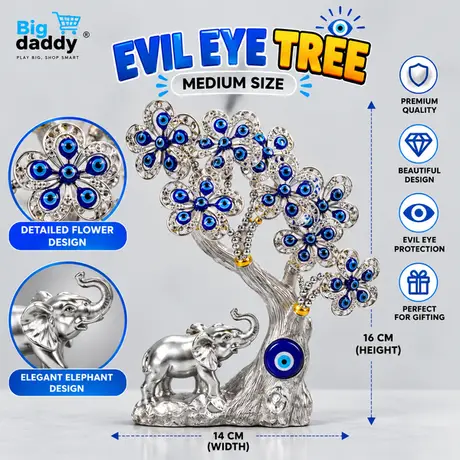 Big
daddy®
PLAY BIG, SHOP SMART
EVIL EYE TREE
MEDIUM SIZE
PREMIUM
QUALITY
BEAUTIFUL
DESIGN
EVIL EYE
PROTECTION
PERFECT
FOR GIFTING
DETAILED FLOWER
DESIGN
ELEGANT ELEPHANT
DESIGN
16 CM
(HEIGHT)
14 CM
(WIDTH)